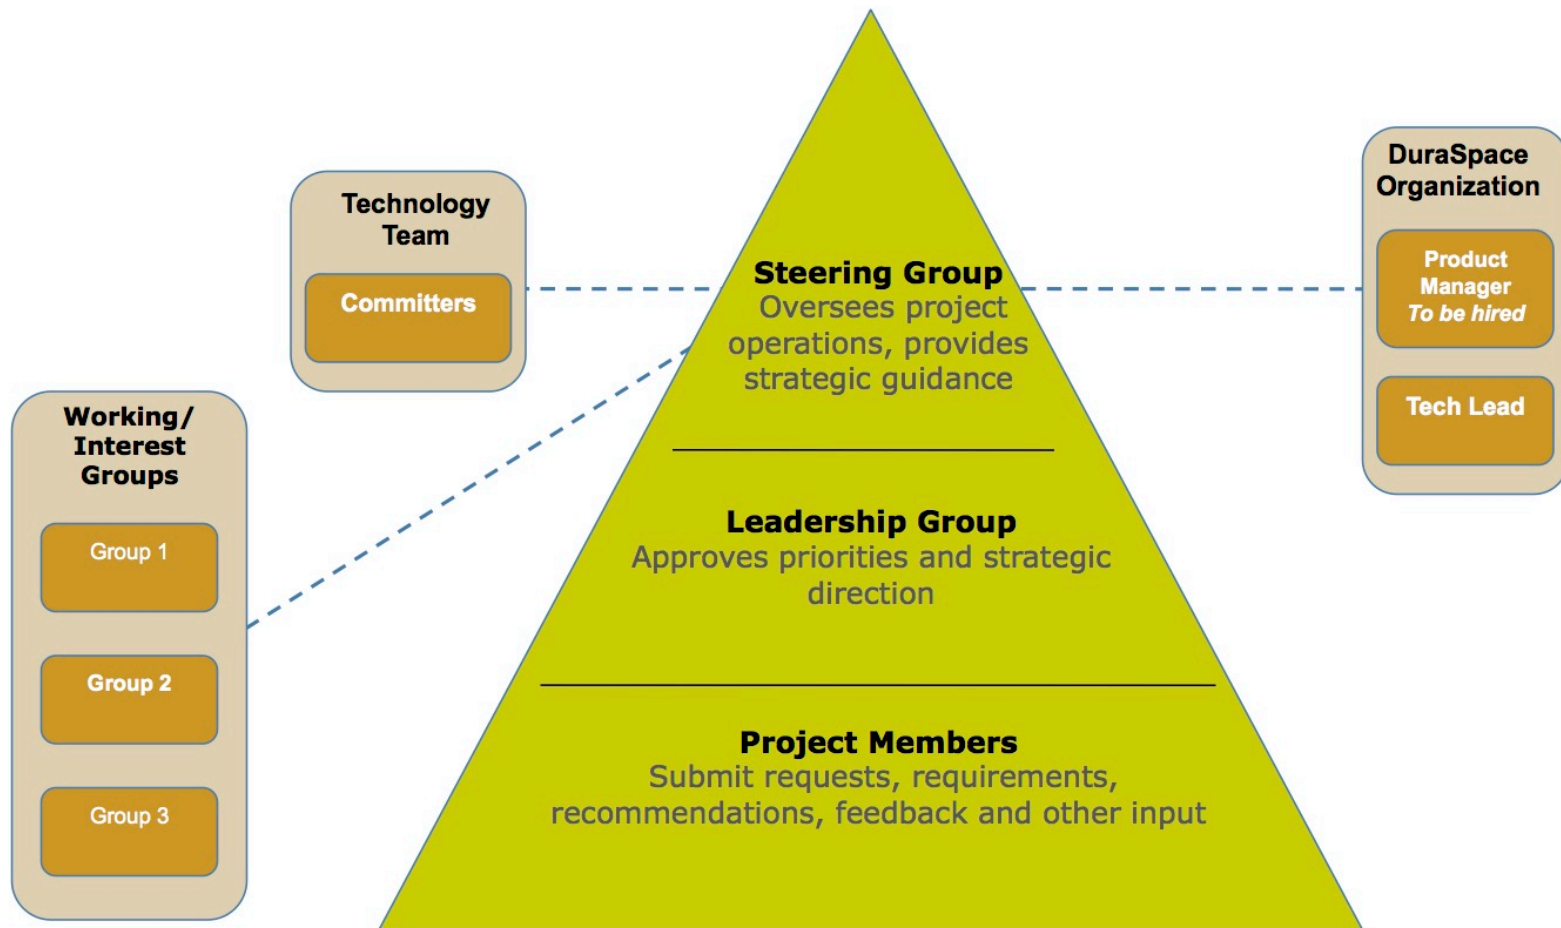 DuraSpace
Organization
Product
Manager
To be hired
Tech Lead
Technology
Team
Committers
Steering Group
Oversees project
operations, provides
strategic guidance
Working/
Interest
Groups
Group 1
Group 2
Group 3
Leadership Group
Approves priorities and strategic
direction
Project Members
Submit requests, requirements,
recommendations, feedback and other input